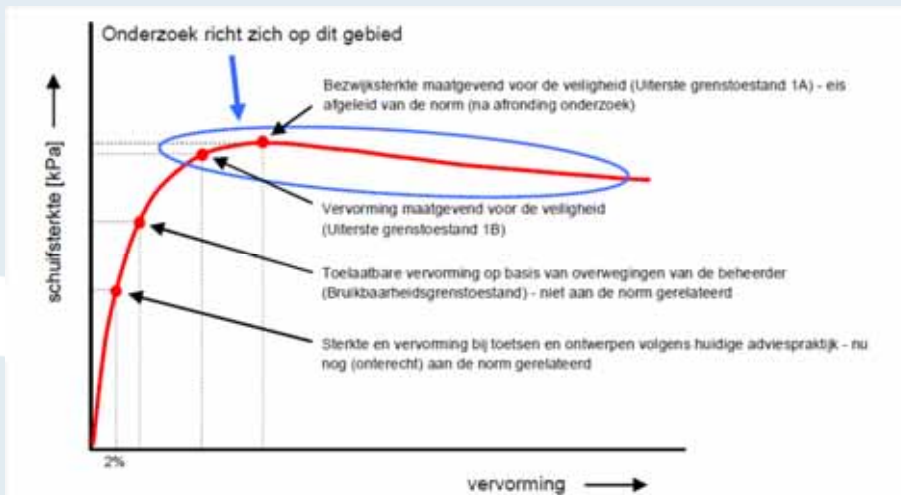 Onderzoek richt zich op dit gebied
Bezwijksterkte maatgevend voor de veiligheid (Uiterste grenstoestand 1A) - eis
afgeleid van de norm (na afronding onderzoek)
schuifsterkte [kPa]
Vervorming maatgevend voor de veiligheid
(Uiterste grenstoestand 1B)
Toelaatbare vervorming op basis van overwegingen van de beheerder
(Bruikbaarheidsgrenstoestand) - niet aan de norm gerelateerd
Sterkte en vervorming bij toetsen en ontwerpen volgens huidige adviespraktijk - nu
nog (onterecht) aan de norm gerelateerd
2%
vervorming